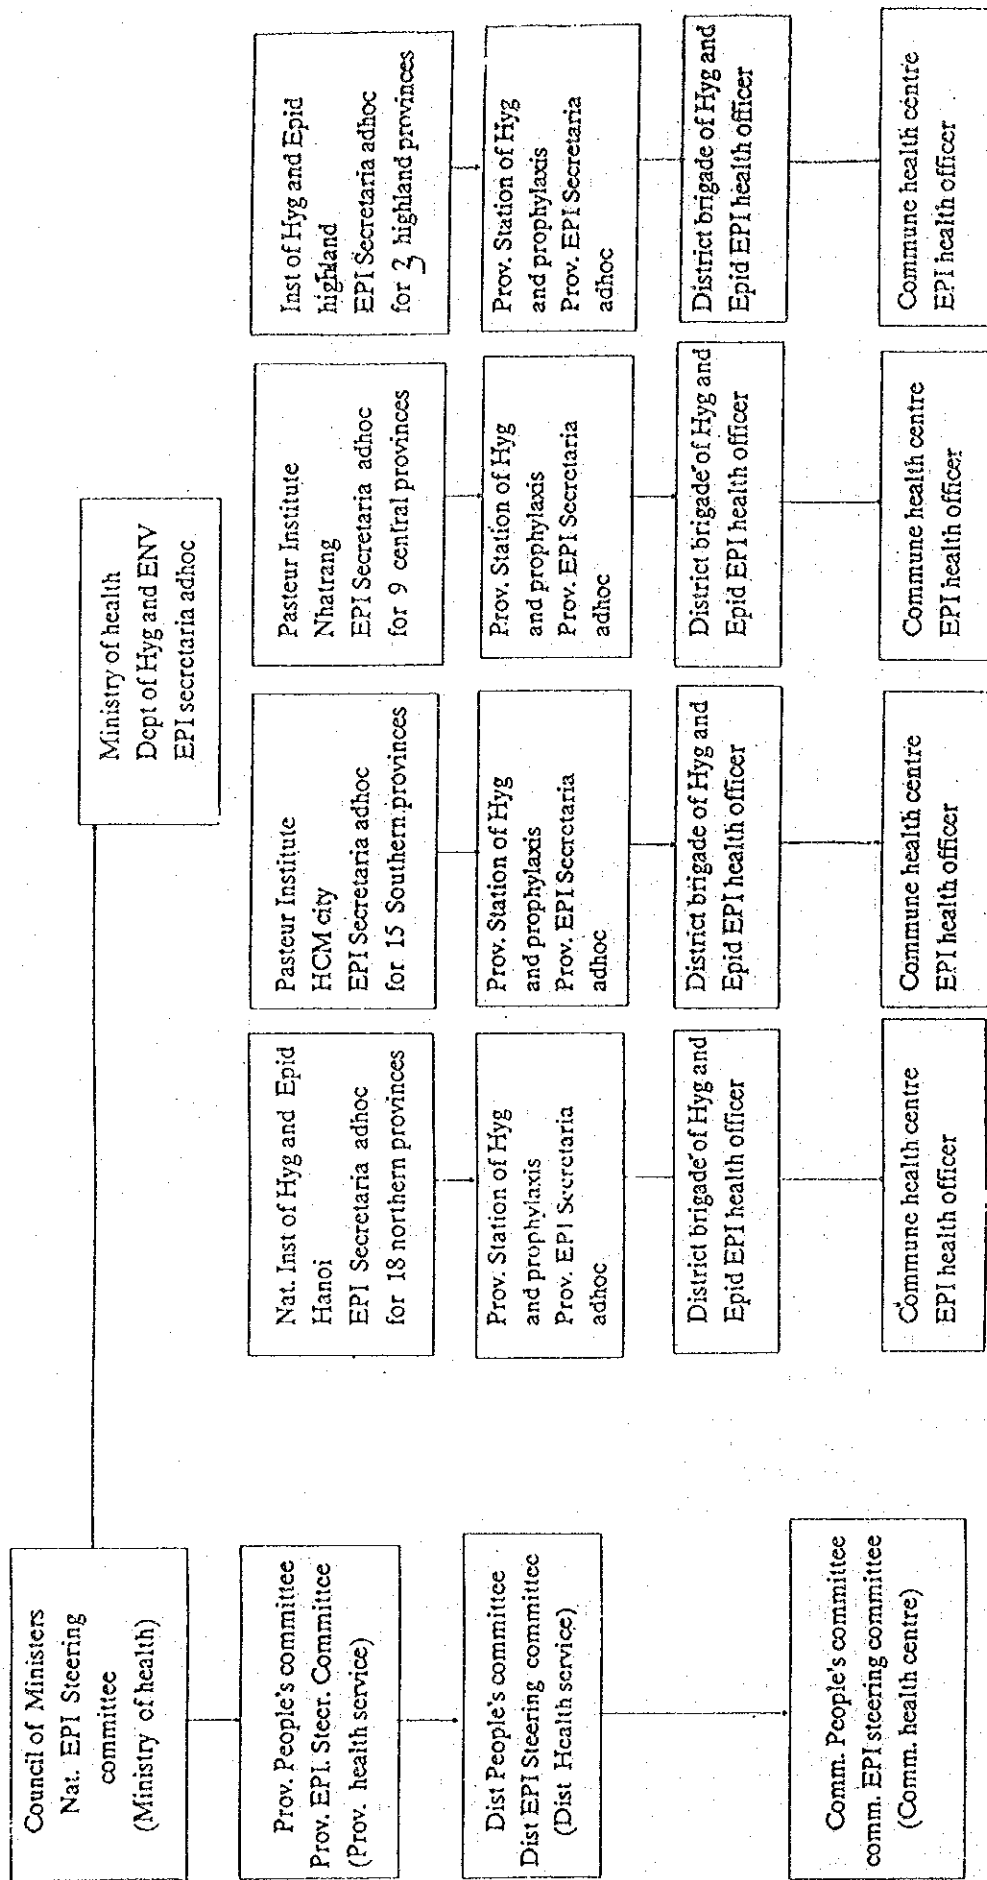 Council of Ministers
Nat. EPI Steering
committee
(Ministry of health)
Ministry of health
Dept of Hyg and ENV
EPI secretaria adhoc
Prov. People's committee
Prov. EPI. Steer. Committee
(Prov. health service)
Nat. Inst of Hyg and Epid
Hanoi
EPI Secretaria adhoc
for 18 northern provinces
Pasteur Institute
HCM city
EPI Secretaria adhoc
for 15 Southern provinces
Pasteur Institute
Nhatrang
EPI Secretaria adhoc
for 9 central provinces
Inst of Hyg and Epid
highland
EPI Secretaria adhoc
for 3 highland provinces
Dist People's committee
Dist EPI Steering committee
(Dist Health service)
Prov. Station of Hyg
and prophylaxis
Prov. EPI Secretaria
adhoc
Prov. Station of Hyg
and prophylaxis
Prov. EPI Secretaria
adhoc
Prov. Station of Hyg
and prophylaxis
Prov. EPI Secretaria
adhoc
Prov. Station of Hyg
and prophylaxis
Prov. EPI Secretaria
adhoc
District brigade of Hyg and
Epid EPI health officer
District brigade of Hyg and
Epid EPI health officer
District brigade of Hyg and
Epid EPI health officer
District brigade of Hyg and
Epid EPI health officer
Comm. People's committee
comm. EPI steering committee
(Comm. health centre)
Commune health centre
EPI health officer
Commune health centre
EPI health officer
Commune health centre
EPI health officer
Commune health centre
EPI health officer